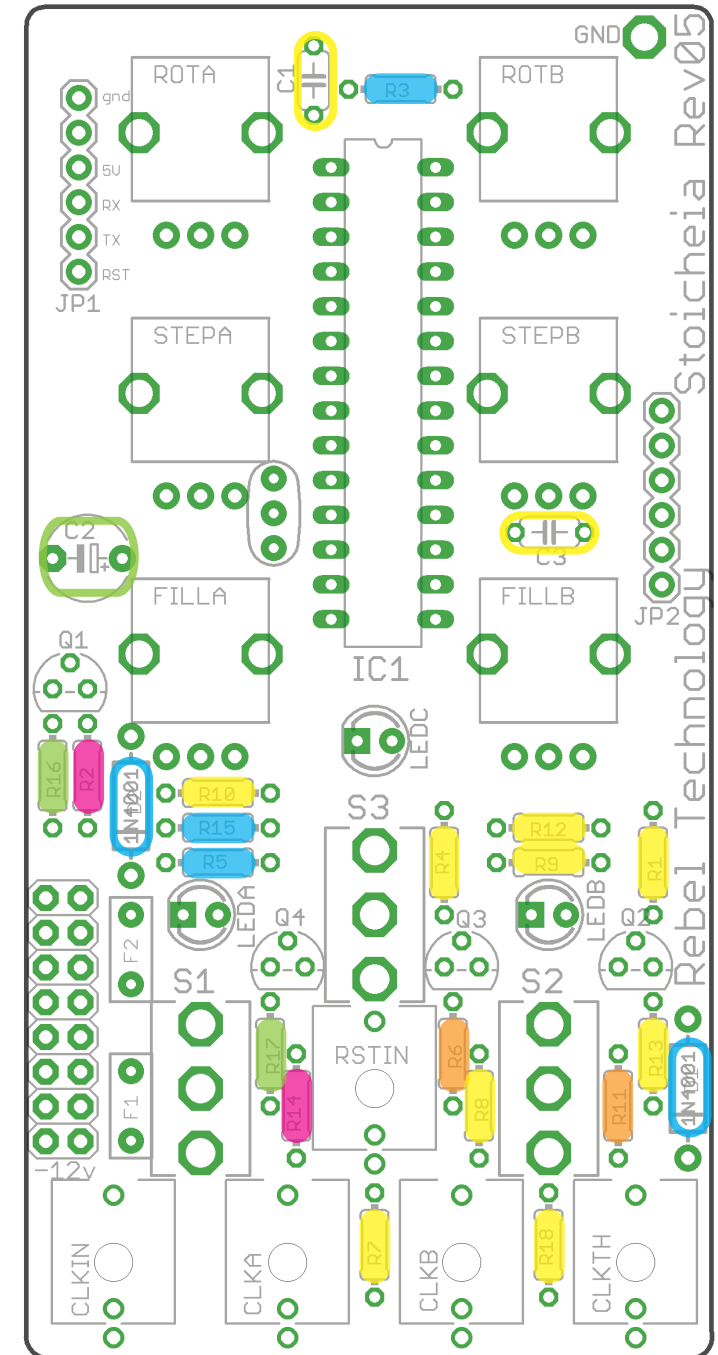 GND
Stoicheia Rev05
ROTA
C1
R3
ROTB
gnd
5V
RX
TX
RST
JP1
STEPA
STEPB
C2
+
C3
FILLA
FILLB
JP2
Q1
IC1
LEDC
Rebel Technology
R16
R2
1N4001
R10
R15
R5
S3
R4
R12
R9
R1
LEDA
LEDB
Q4
Q3
Q2
F2
S1
S2
R17
RSTIN
R6
R13
1N4001
R14
R8
R11
F1
-12v
CLKIN
CLKA
R7
CLKB
R18
CLKTH